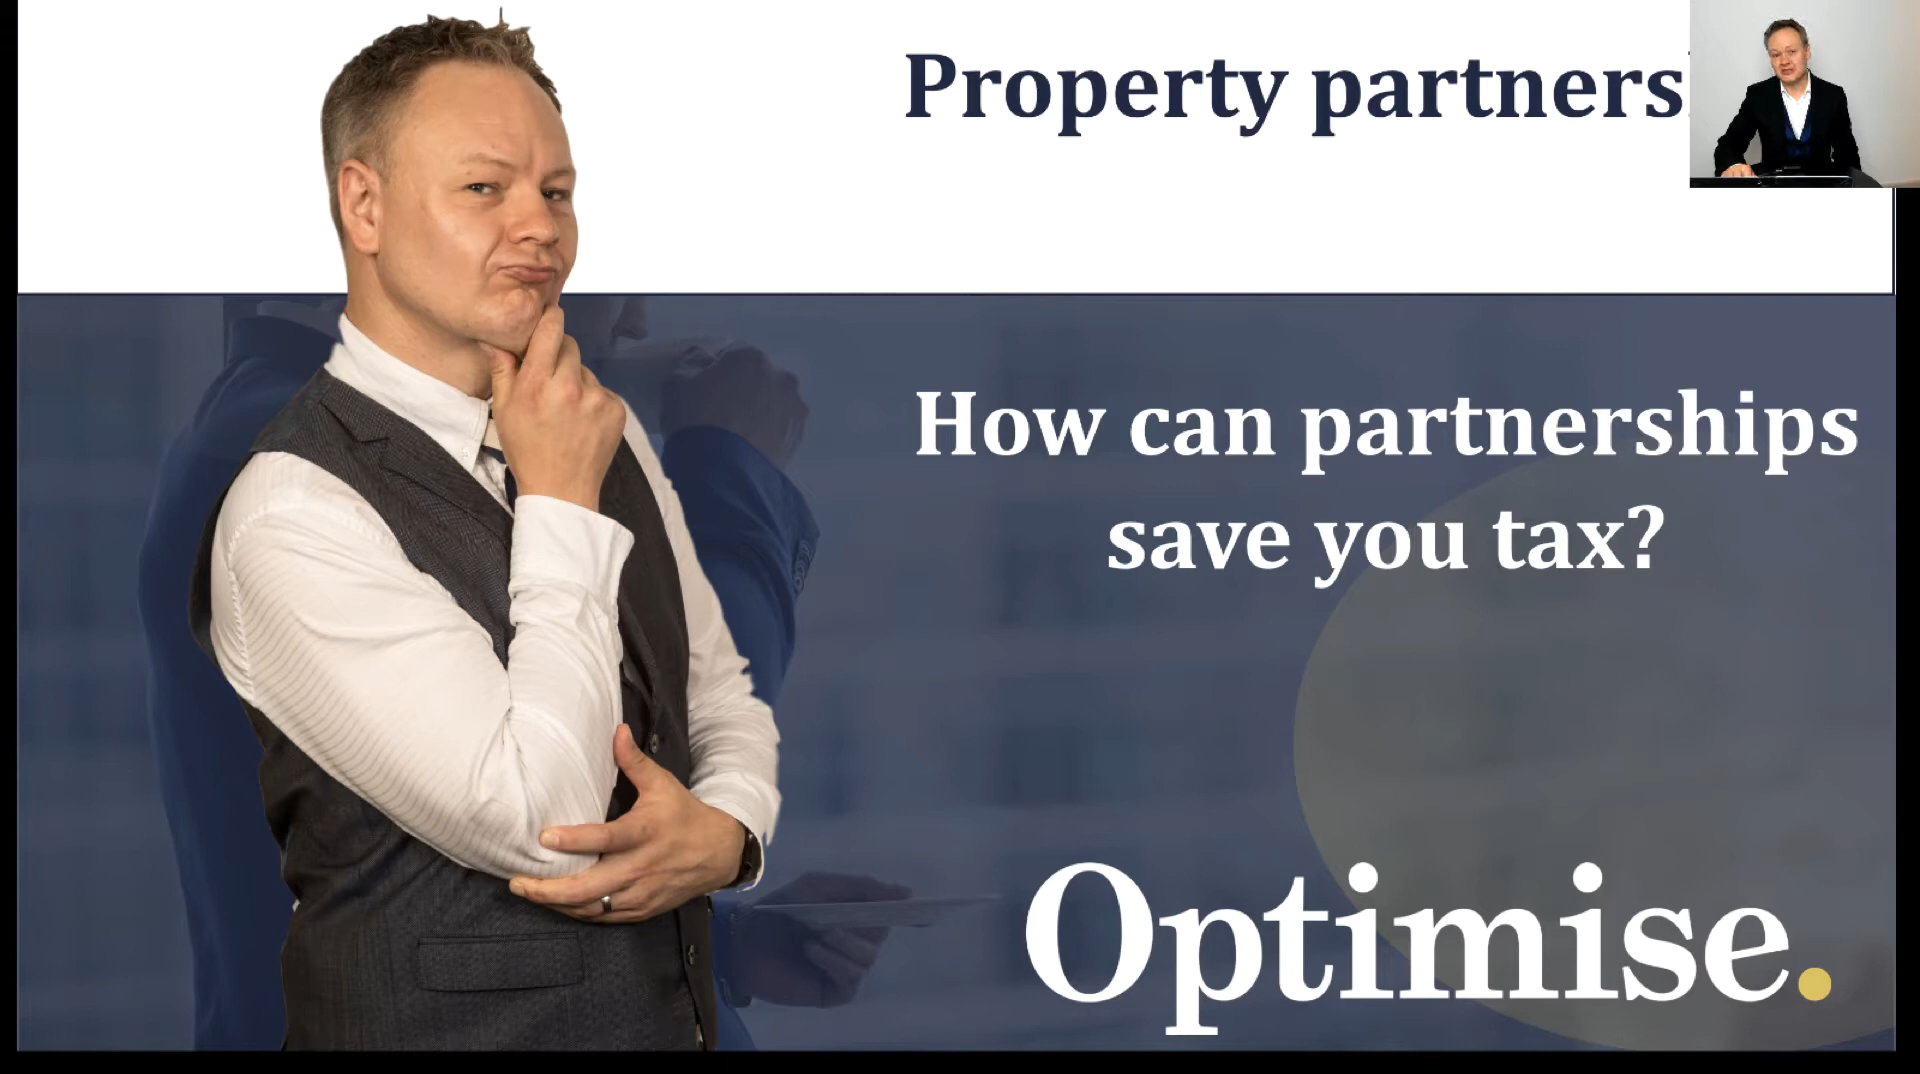 Property partners
How can partnerships
save you tax?
Optimise.